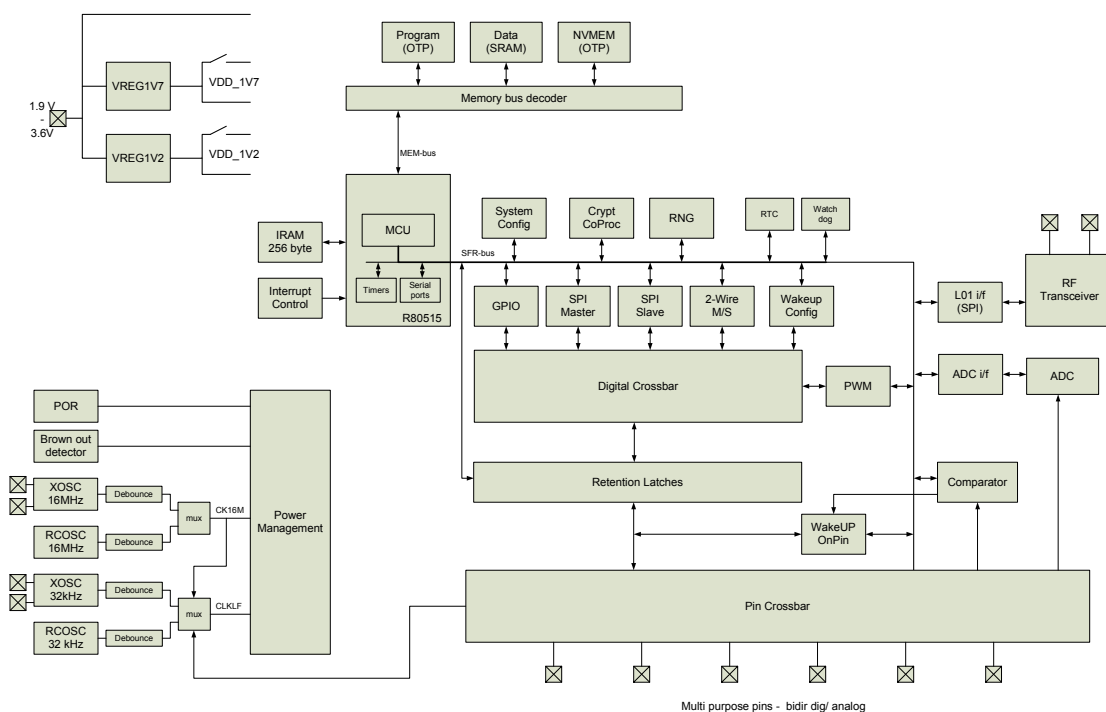 Program
(OTP)
Data
(SRAM)
NVMEM
(OTP)
VREG1V7
VDD_1V7
Memory bus decoder
1.9 V
-
3.6V
VREG1V2
VDD_1V2
MEM-bus
MCU
System
Config
Crypt
CoProc
RNG
RTC
Watch
dog
IRAM
256 byte
SFR-bus
Interrupt
Control
Timers
Serial
ports
R80515
GPIO
SPI
Master
SPI
Slave
2-Wire
M/S
Wakeup
Config
L01 i/f
(SPI)
RF
Transceiver
Digital Crossbar
PWM
ADC i/f
ADC
POR
Brown out
detector
XOSC
16MHz
Debounce
mux
CK16M
RCOSC
16MHz
Debounce
Power
Management
Retention Latches
Comparator
WakeUP
OnPin
XOSC
32kHz
Debounce
mux
CLKLF
RCOSC
32 kHz
Debounce
Pin Crossbar
Multi purpose pins - bidir dig/ analog